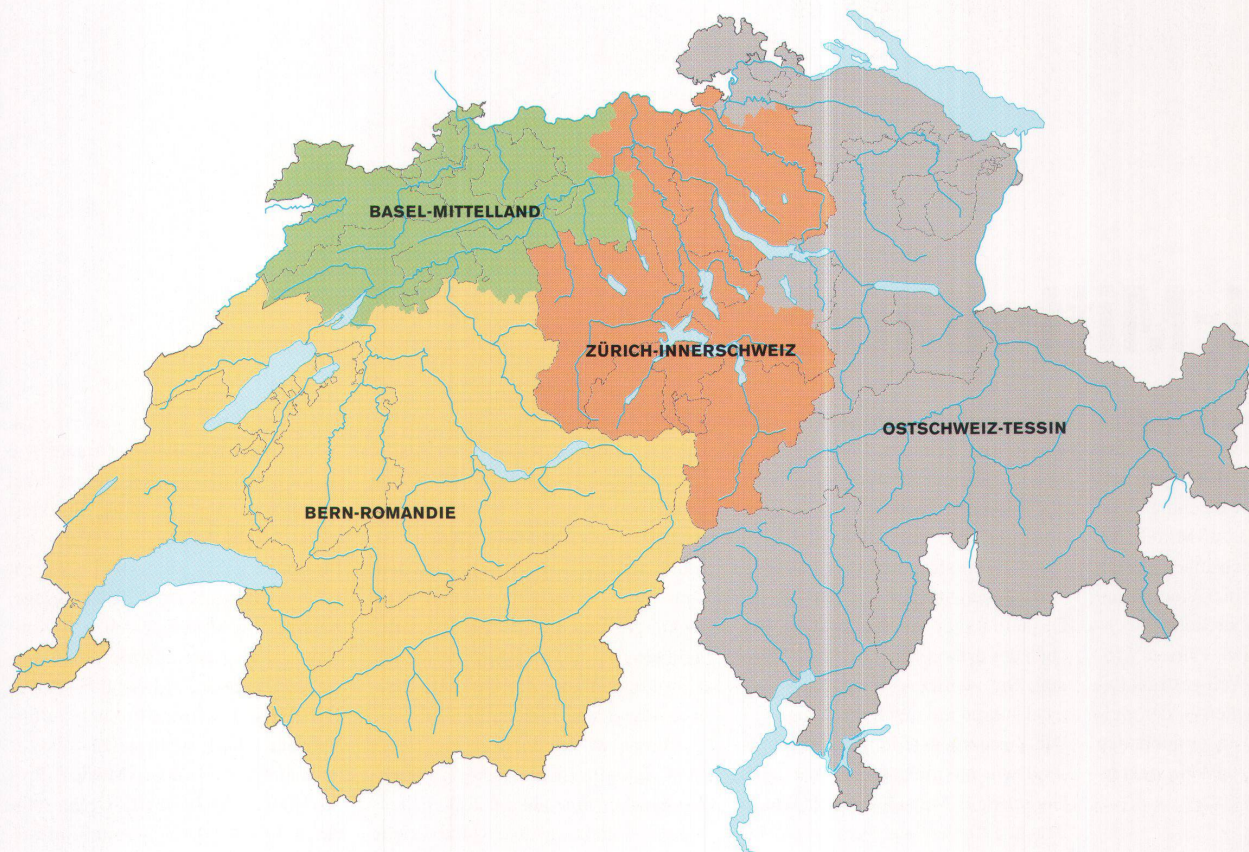 BASEL-MITTELLAND
ZÜRICH-INNERSCHWEIZ
OSTSCHWEIZ-TESSIN
BERN-ROMANDIE